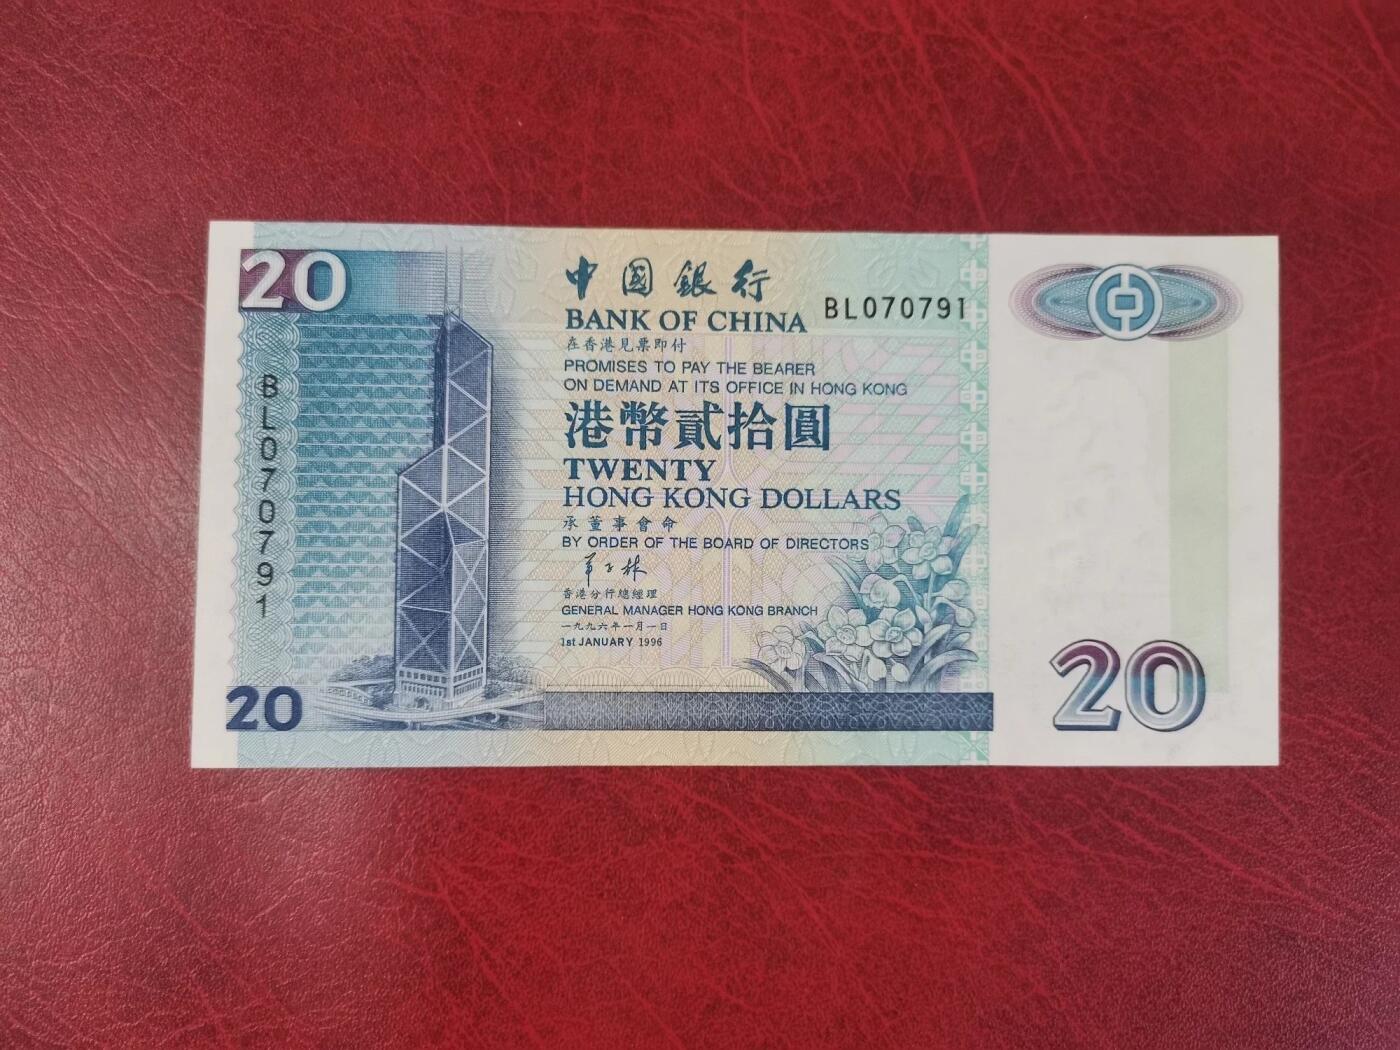 20
中國銀行
BANK OF CHINA
BL070791
在香港見票即付
PROMISES TO PAY THE BEARER
ON DEMAND AT ITS OFFICE IN HONG KONG
港幣貳拾圓
TWENTY
HONG KONG DOLLARS
承董事會命
BY ORDER OF THE BOARD OF DIRECTORS
香港分行總經理
GENERAL MANAGER HONG KONG BRANCH
一九九六年一月一日
1st JANUARY 1996
BL070791
20
20